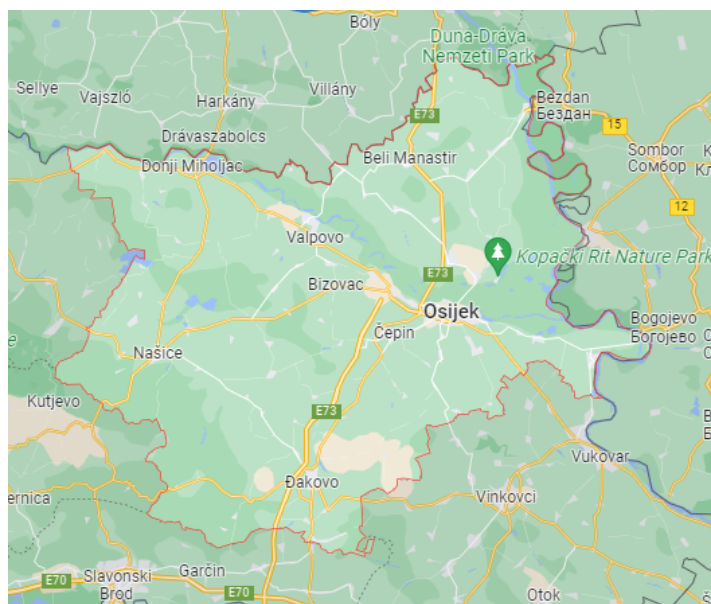 Bóly
Duna-Dráva
Nemzeti Park
Sellye
Vajszló
Harkány
Villány
Bezdan
Бездан
E73
15
Drávaszabolcs
Sombor
Сомбор
Beli Manastir
Donji Miholjac
12
Valpovo
Kopački Rit Nature Park
E73
Bizovac
Osijek
Bogojevo
Богојево
Čepin
Našice
Kutjevo
E73
Vukovar
Đakovo
Vinkovci
ernica
Garčin
E70
Slavonski
Brod
E70
Otok